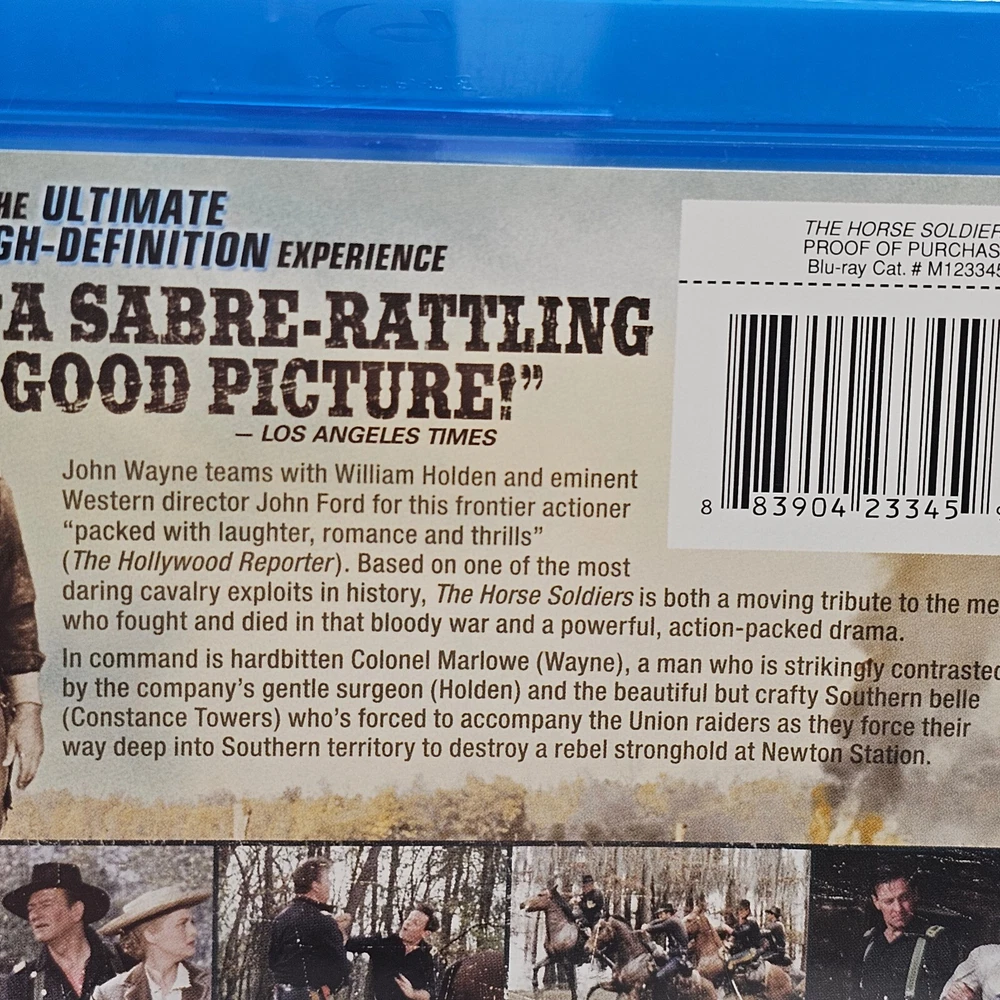 HE ULTIMATE
GH-DEFINITION EXPERIENCE
"A SABRE-RATTLING
GOOD PICTURE!"
– LOS ANGELES TIMES
THE HORSE SOLDIER
PROOF OF PURCHAS
Blu-ray Cat. # M123345
8 83904 23345
John Wayne teams with William Holden and eminent
Western director John Ford for this frontier actioner
“packed with laughter, romance and thrills”
(The Hollywood Reporter). Based on one of the most
daring cavalry exploits in history, The Horse Soldiers is both a moving tribute to the me
who fought and died in that bloody war and a powerful, action-packed drama.
In command is hardbitten Colonel Marlowe (Wayne), a man who is strikingly contrasted
by the company’s gentle surgeon (Holden) and the beautiful but crafty Southern belle
(Constance Towers) who’s forced to accompany the Union raiders as they force their
way deep into Southern territory to destroy a rebel stronghold at Newton Station.